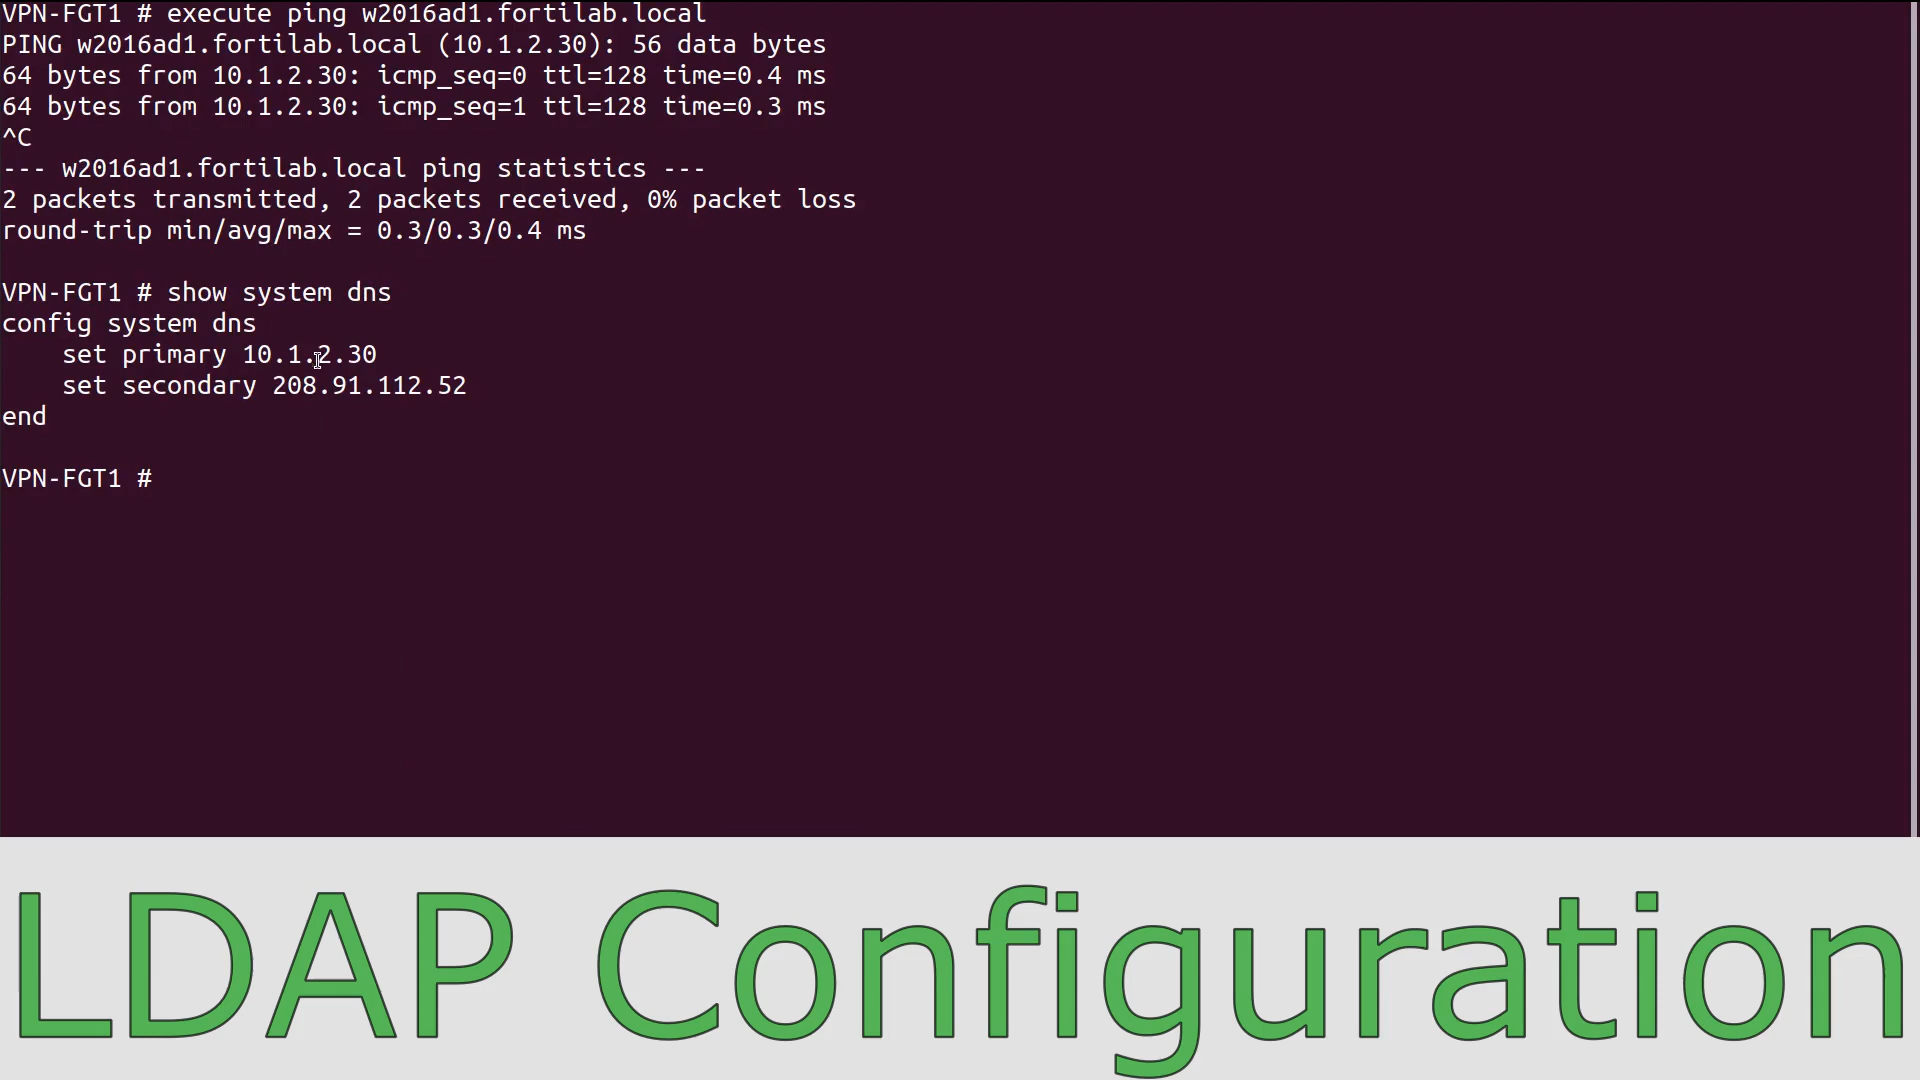 VPN-FGT1 # execute ping w2016ad1.fortilab.local
PING w2016ad1.fortilab.local (10.1.2.30): 56 data bytes
64 bytes from 10.1.2.30: icmp_seq=0 ttl=128 time=0.4 ms
64 bytes from 10.1.2.30: icmp_seq=1 ttl=128 time=0.3 ms
^C
--- w2016ad1.fortilab.local ping statistics ---
2 packets transmitted, 2 packets received, 0% packet loss
round-trip min/avg/max = 0.3/0.3/0.4 ms
VPN-FGT1 # show system dns
config system dns
    set primary 10.1.2.30
    set secondary 208.91.112.52
end
VPN-FGT1 #
LDAP Configuration